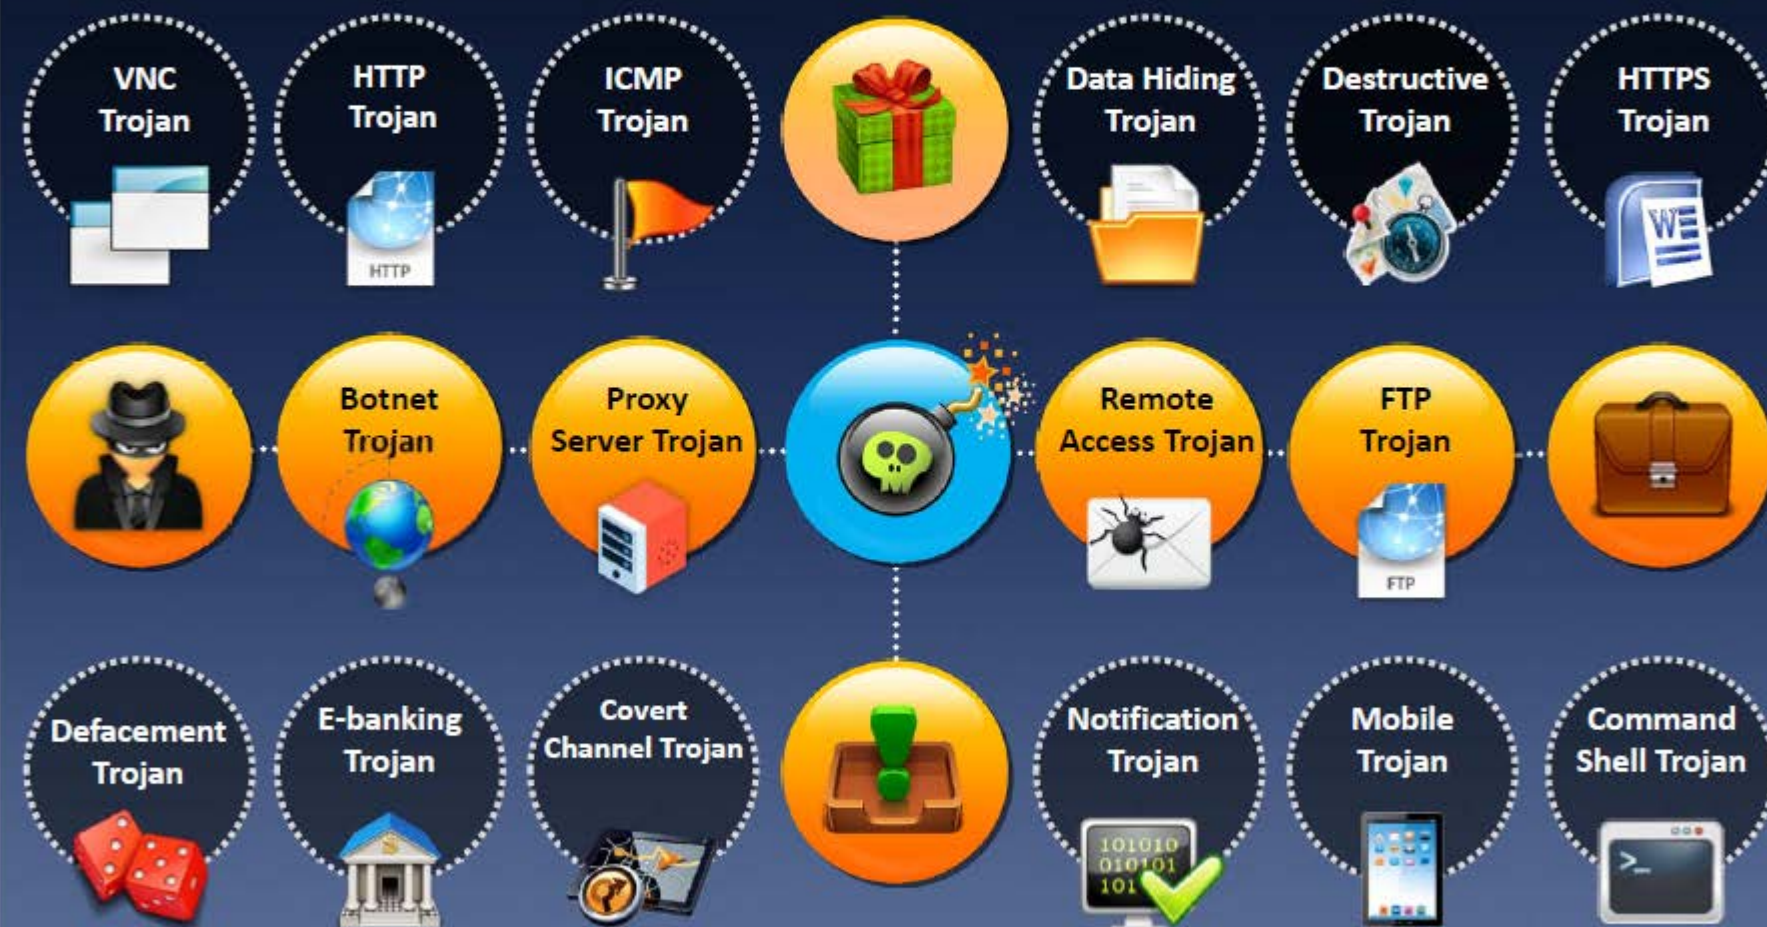 VNC
Trojan
HTTP
Trojan
HTTP
ICMP
Trojan
Data Hiding
Trojan
Destructive
Trojan
HTTPS
Trojan
W
Botnet
Trojan
Proxy
Server Trojan
Remote
Access Trojan
FTP
Trojan
FTP
Defacement
Trojan
E-banking
Trojan
$
Covert
Channel Trojan
Notification
Trojan
101010
010101
101
Mobile
Trojan
Command
Shell Trojan
>_